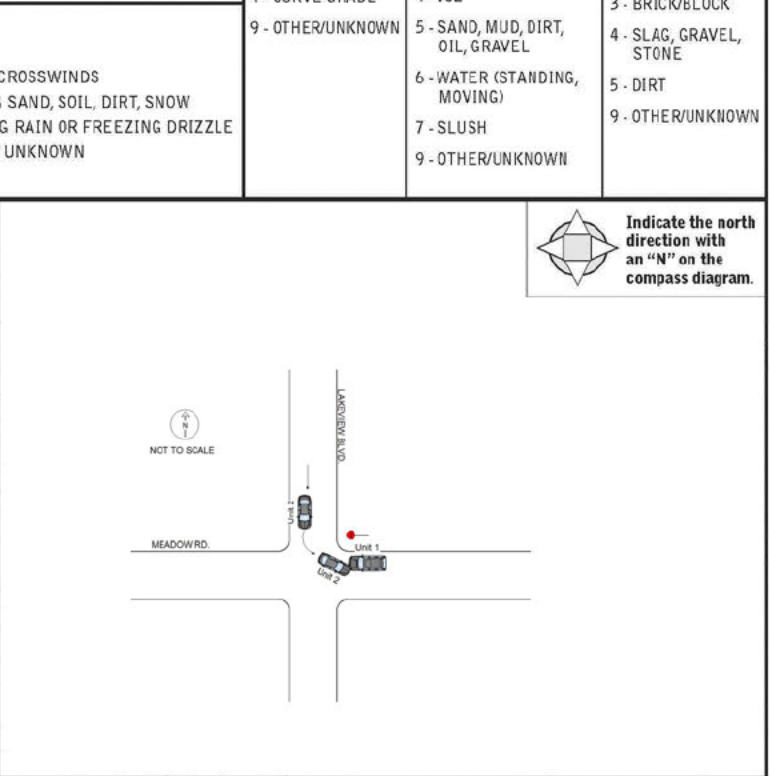 CROSSWINDS
SAND, SOIL, DIRT, SNOW
RAIN OR FREEZING DRIZZLE
UNKNOWN
9 - OTHER/UNKNOWN
5 - SAND, MUD, DIRT,
OIL, GRAVEL
6 - WATER (STANDING,
MOVING)
7 - SLUSH
9 - OTHER/UNKNOWN
3 - BRICK/BLOCK
4 - SLAG, GRAVEL,
STONE
5 - DIRT
9 - OTHER/UNKNOWN
Indicate the north
direction with
an “N” on the
compass diagram.
N
NOT TO SCALE
LAKEVIEW BLVD.
Unit 2
MEADOW RD.
Unit 1
Unit 2